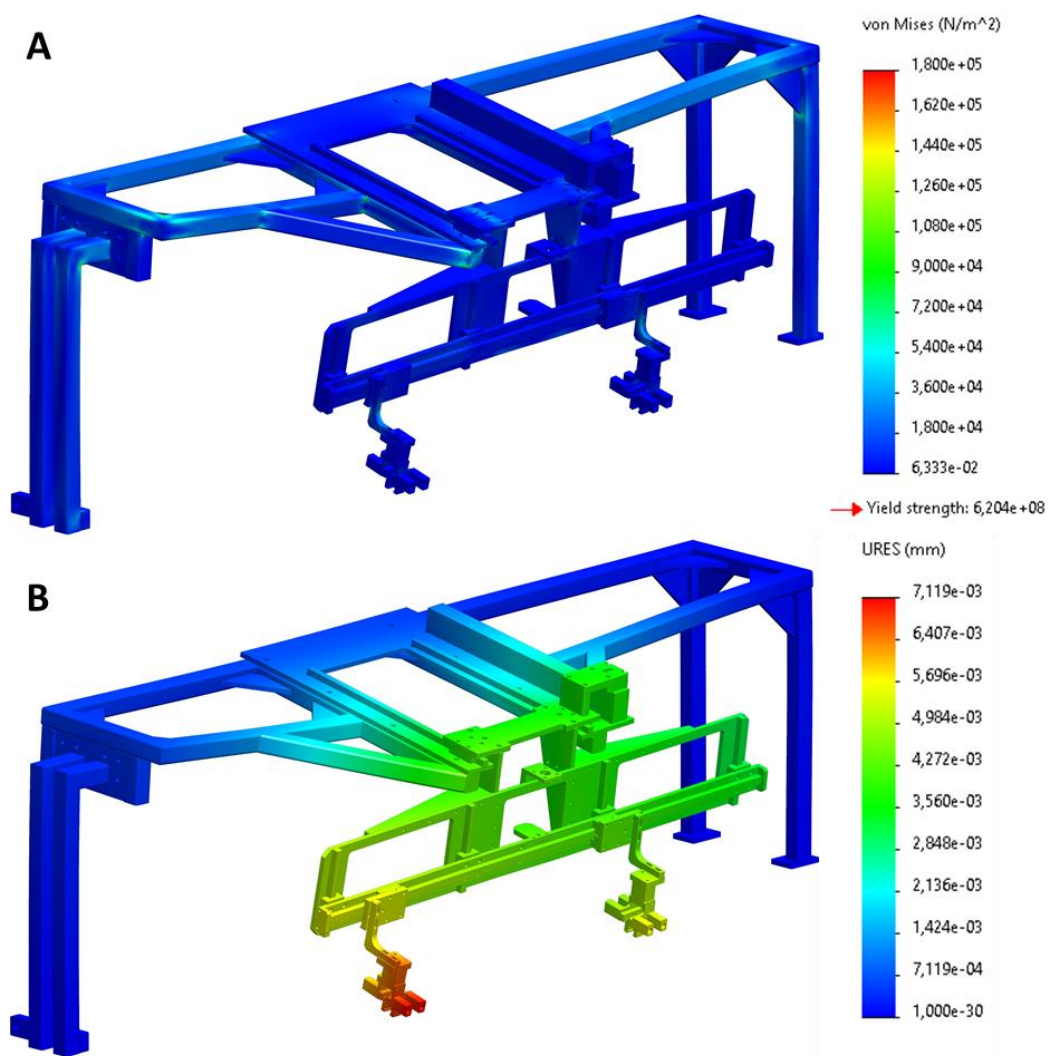 A
von Mises (N/m^2)
1,800e+05
1,620e+05
1,440e+05
1,260e+05
1,080e+05
9,000e+04
7,200e+04
5,400e+04
3,600e+04
1,800e+04
6,333e-02
Yield strength: 6,204e+08
B
URES (mm)
7,119e-03
6,407e-03
5,696e-03
4,984e-03
4,272e-03
3,560e-03
2,848e-03
2,136e-03
1,424e-03
7,119e-04
1,000e-30